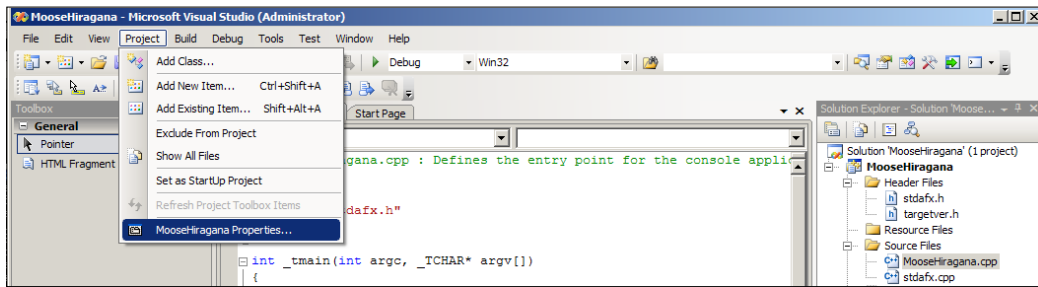 MooseHiragana - Microsoft Visual Studio (Administrator)
File Edit View Project Build Debug Tools Test Window Help
Add Class...
Debug Win32
Add New Item... Ctrl+Shift+A
Add Existing Item... Shift+Alt+A
Exclude From Project
Show All Files
Set as StartUp Project
Refresh Project Toolbox Items
MooseHiragana Properties...
Toolbox
General
Pointer
HTML Fragment
Start Page
gana.cpp : Defines the entry point for the console applic
dafx.h"
int _tmain(int argc, _TCHAR* argv[])
{
Solution Explorer - Solution 'Moose...
Solution 'MooseHiragana' (1 project)
MooseHiragana
Header Files
stdafx.h
targetver.h
Resource Files
Source Files
MooseHiragana.cpp
stdafx.cpp